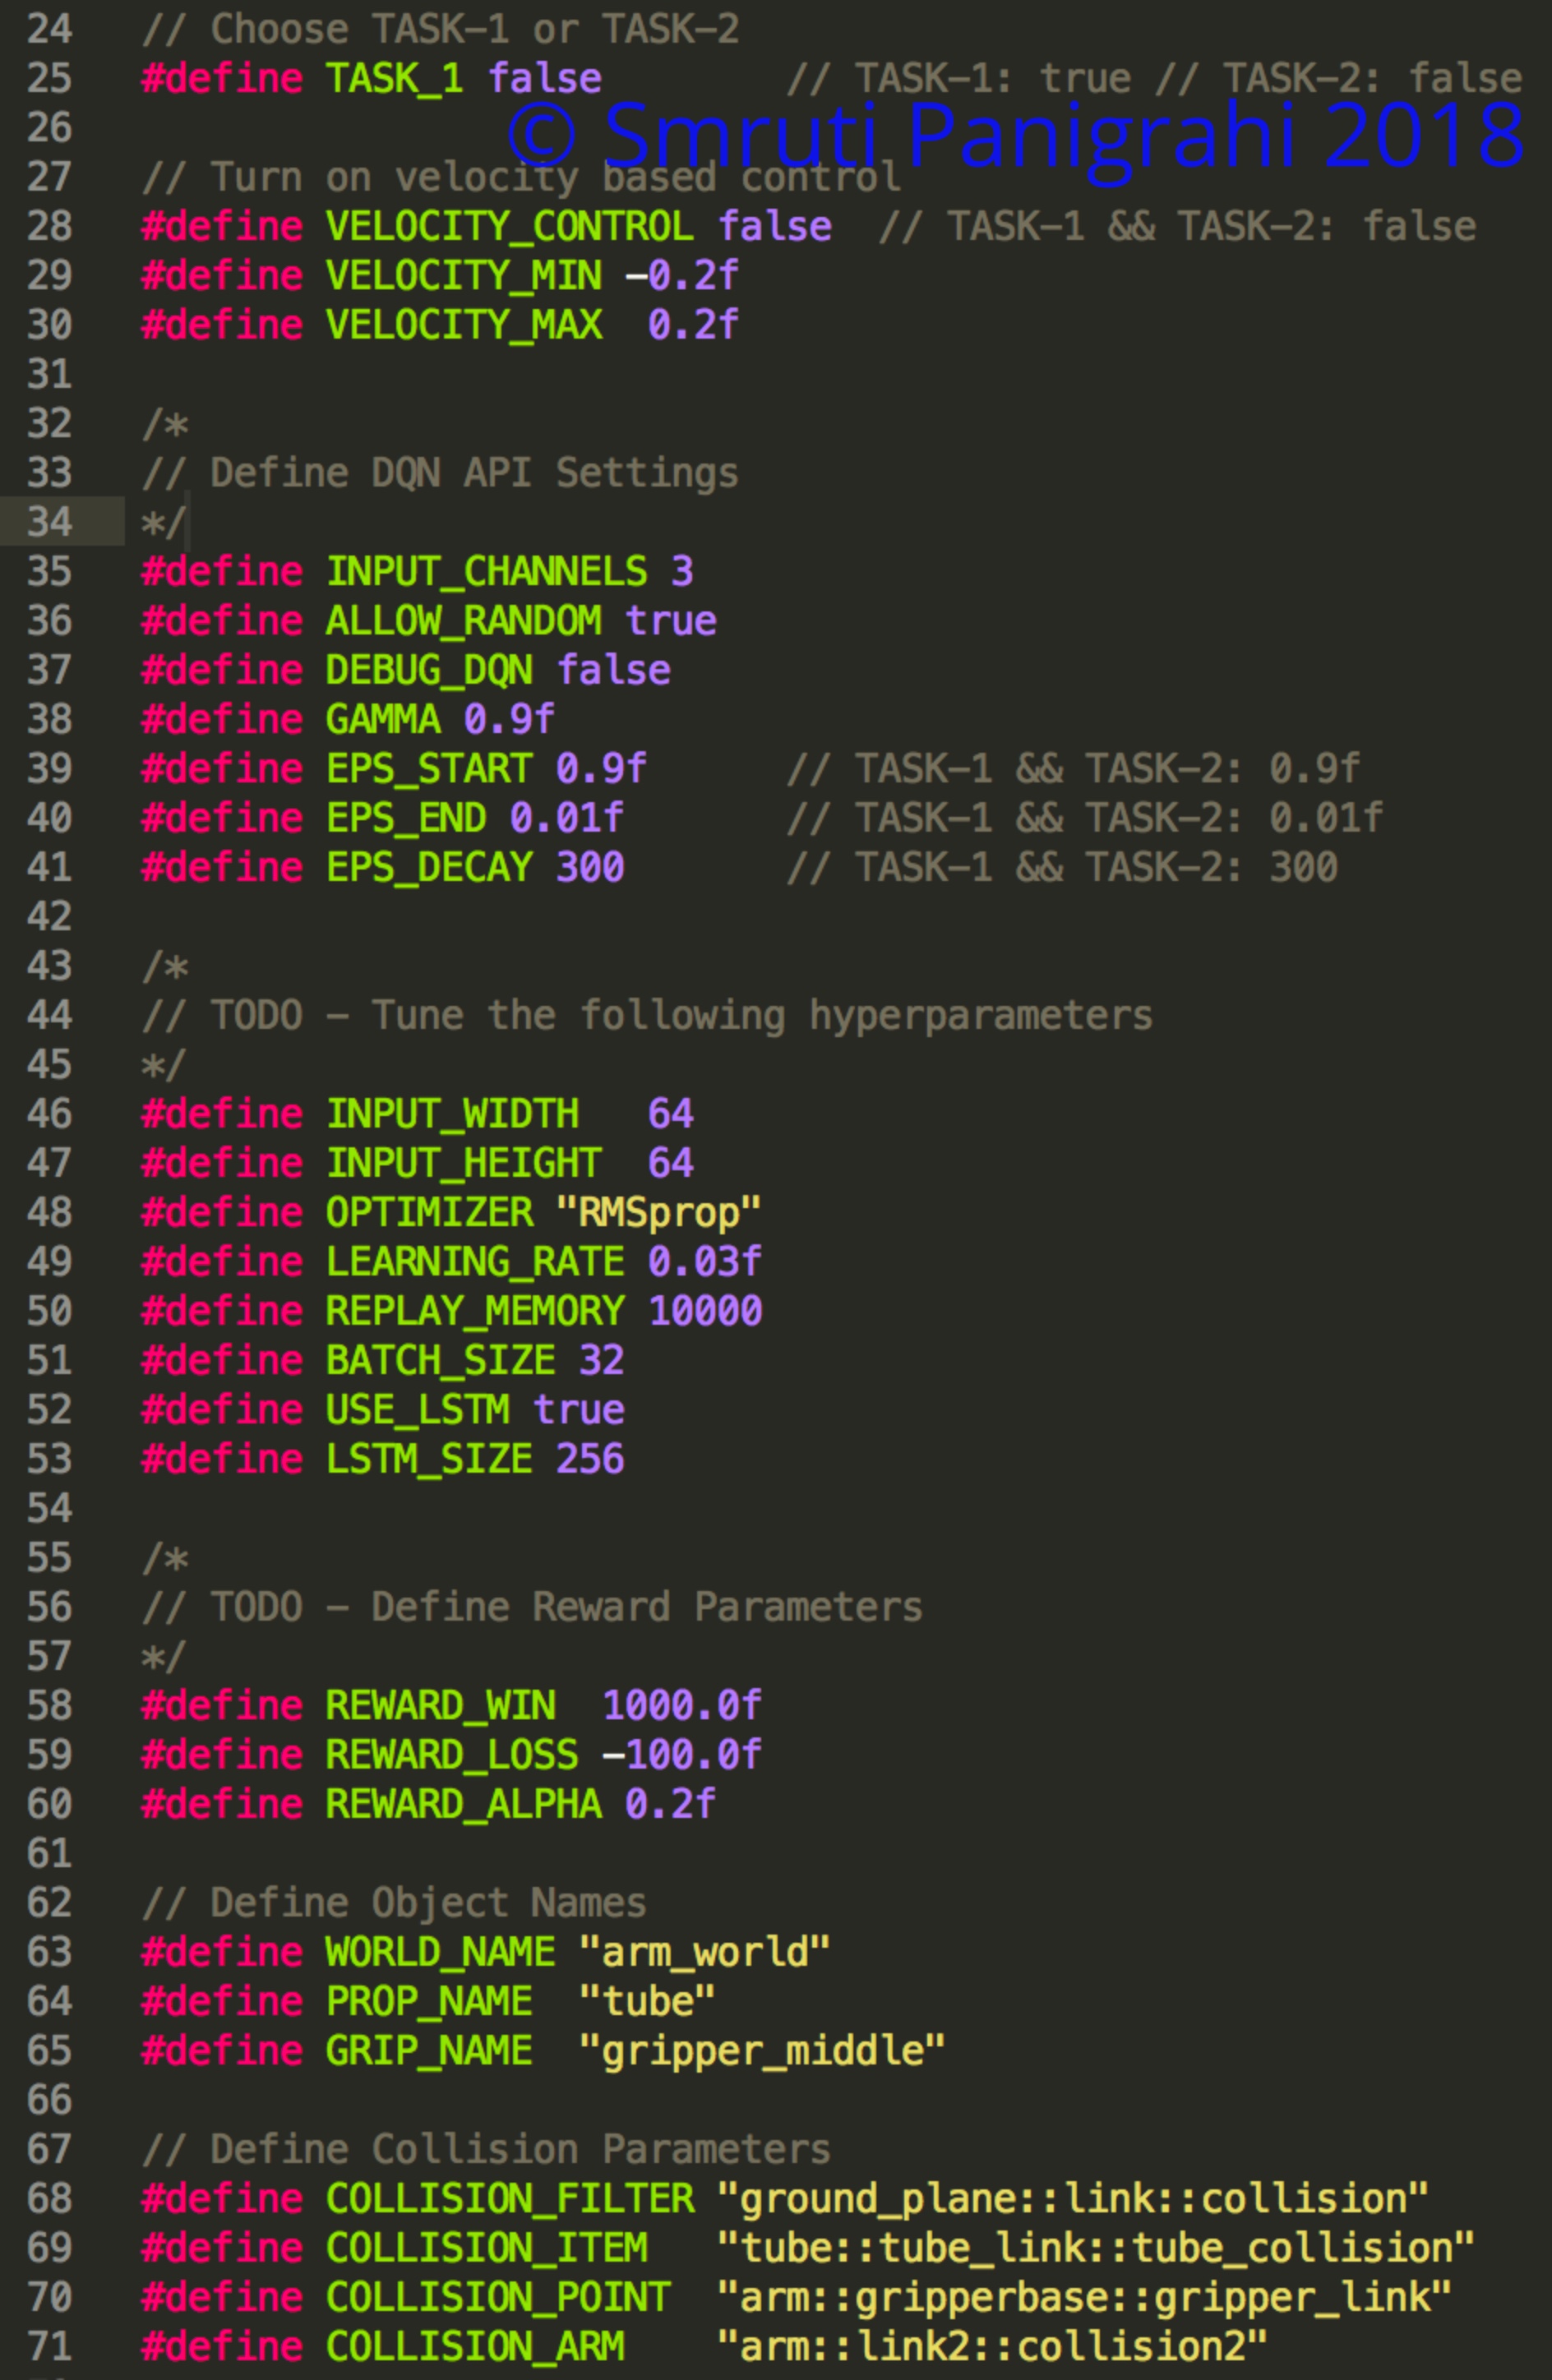 24 // Choose TASK-1 or TASK-2
25 #define TASK_1 false // TASK-1: true // TASK-2: false
© Smruti Panigrahi 2018
26
27 // Turn on velocity based control
28 #define VELOCITY_CONTROL false // TASK-1 && TASK-2: false
29 #define VELOCITY_MIN -0.2f
30 #define VELOCITY_MAX 0.2f
31
32 /*
33 // Define DQN API Settings
34 */
35 #define INPUT_CHANNELS 3
36 #define ALLOW_RANDOM true
37 #define DEBUG_DQN false
38 #define GAMMA 0.9f
39 #define EPS_START 0.9f // TASK-1 && TASK-2: 0.9f
40 #define EPS_END 0.01f // TASK-1 && TASK-2: 0.01f
41 #define EPS_DECAY 300 // TASK-1 && TASK-2: 300
42
43 /*
44 // TODO - Tune the following hyperparameters
45 */
46 #define INPUT_WIDTH 64
47 #define INPUT_HEIGHT 64
48 #define OPTIMIZER "RMSprop"
49 #define LEARNING_RATE 0.03f
50 #define REPLAY_MEMORY 10000
51 #define BATCH_SIZE 32
52 #define USE_LSTM true
53 #define LSTM_SIZE 256
54
55 /*
56 // TODO - Define Reward Parameters
57 */
58 #define REWARD_WIN 1000.0f
59 #define REWARD_LOSS -100.0f
60 #define REWARD_ALPHA 0.2f
61
62 // Define Object Names
63 #define WORLD_NAME "arm_world"
64 #define PROP_NAME "tube"
65 #define GRIP_NAME "gripper_middle"
66
67 // Define Collision Parameters
68 #define COLLISION_FILTER "ground_plane::link::collision"
69 #define COLLISION_ITEM "tube::tube_link::tube_collision"
70 #define COLLISION_POINT "arm::gripperbase::gripper_link"
71 #define COLLISION_ARM "arm::link2::collision2"